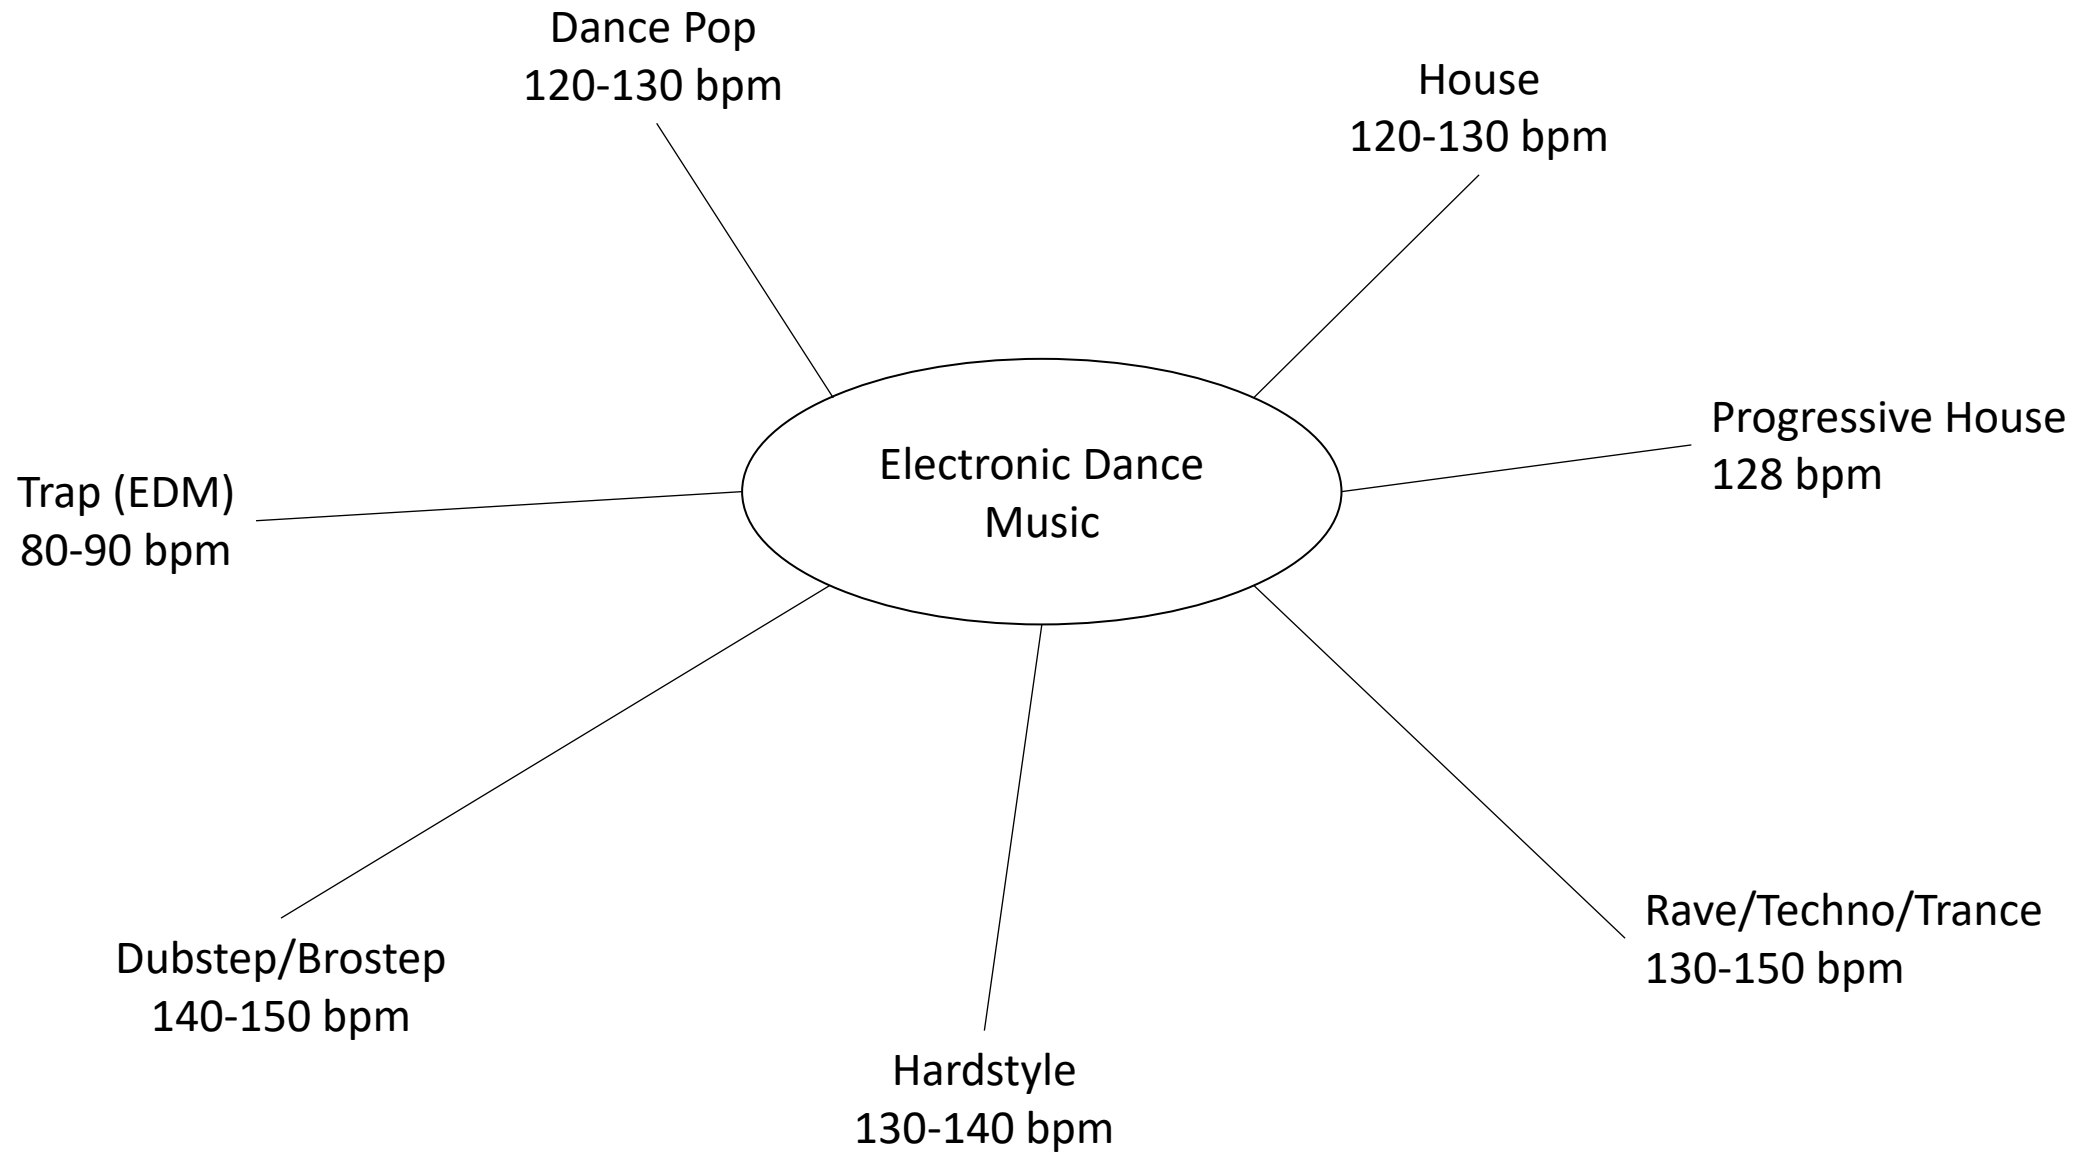 Dance Pop
120-130 bpm
House
120-130 bpm
Progressive House
128 bpm
Electronic Dance
Music
Trap (EDM)
80-90 bpm
Rave/Techno/Trance
130-150 bpm
Dubstep/Brostep
140-150 bpm
Hardstyle
130-140 bpm